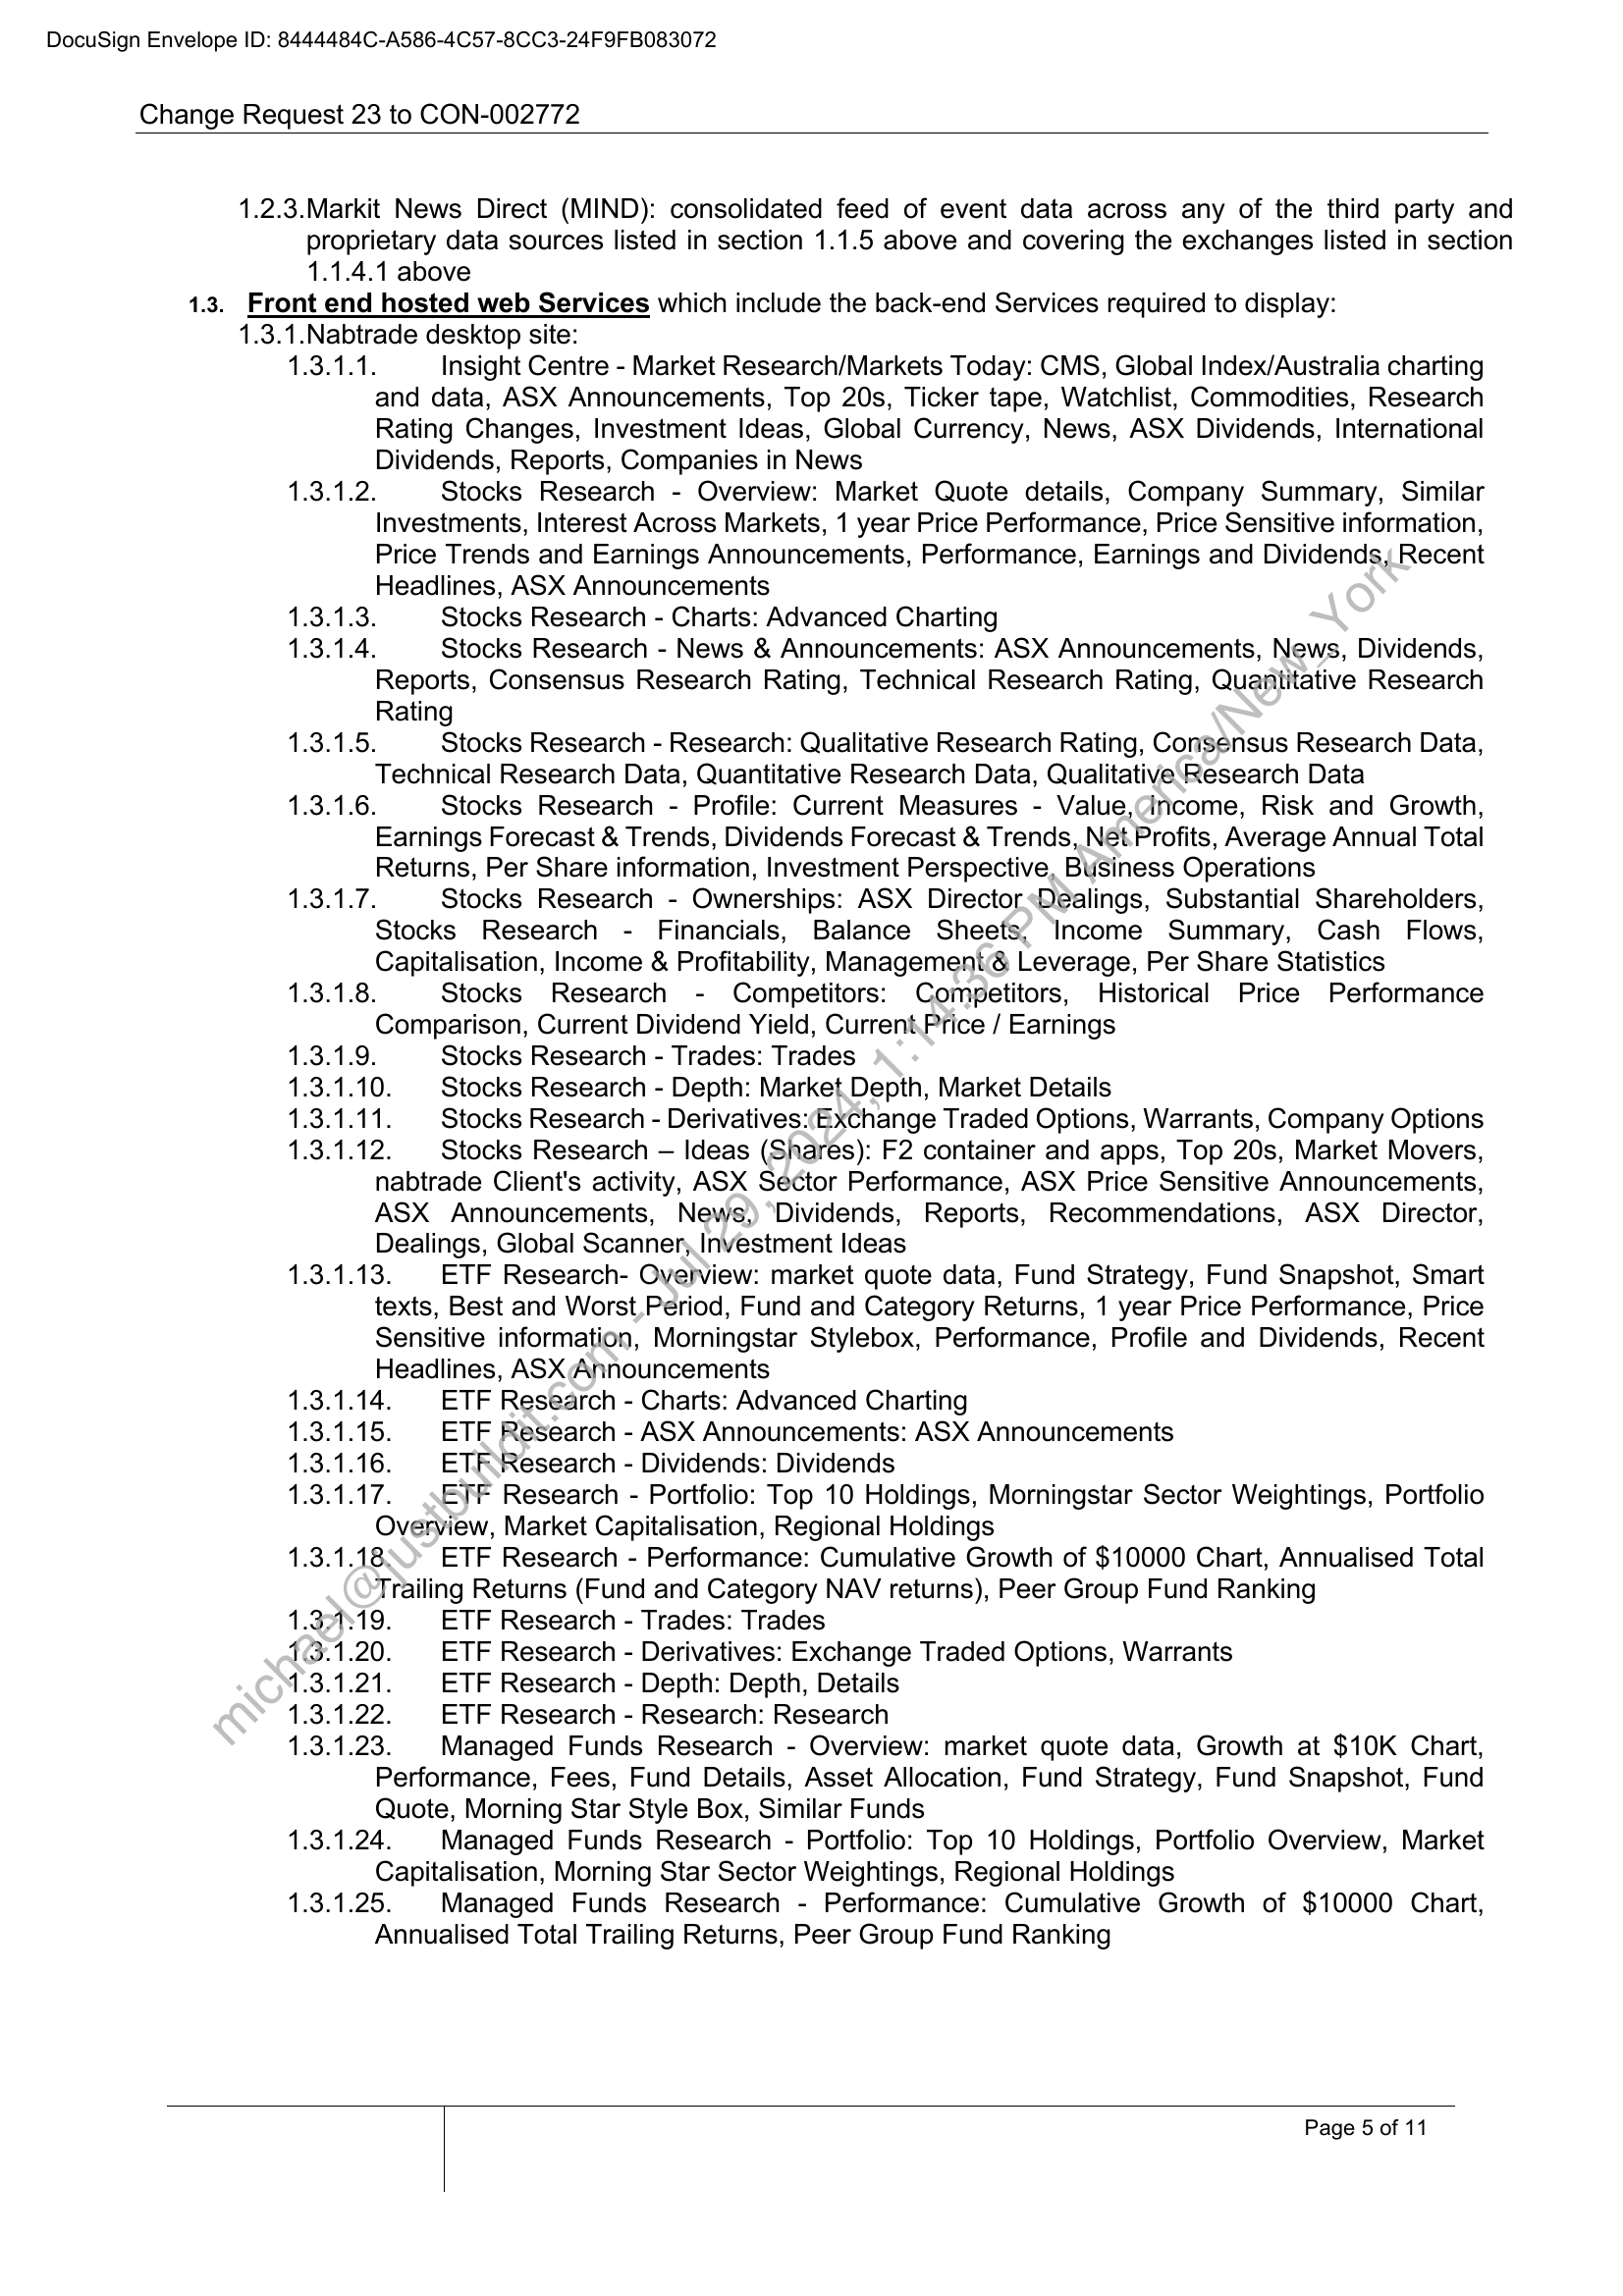 DocuSign Envelope ID: 8444484C-A586-4C57-8CC3-24F9FB083072
Change Request 23 to CON-002772
1.2.3.Markit News Direct (MIND): consolidated feed of event data across any of the third party and
proprietary data sources listed in section 1.1.5 above and covering the exchanges listed in section
1.1.4.1 above
1.3. Front end hosted web Services which include the back-end Services required to display:
1.3.1.Nabtrade desktop site:
1.3.1.1. Insight Centre - Market Research/Markets Today: CMS, Global Index/Australia charting
and data, ASX Announcements, Top 20s, Ticker tape, Watchlist, Commodities, Research
Rating Changes, Investment Ideas, Global Currency, News, ASX Dividends, International
Dividends, Reports, Companies in News
1.3.1.2. Stocks Research - Overview: Market Quote details, Company Summary, Similar
Investments, Interest Across Markets, 1 year Price Performance, Price Sensitive information,
Price Trends and Earnings Announcements, Performance, Earnings and Dividends, Recent
Headlines, ASX Announcements
1.3.1.3. Stocks Research - Charts: Advanced Charting
1.3.1.4. Stocks Research - News & Announcements: ASX Announcements, News, Dividends,
Reports, Consensus Research Rating, Technical Research Rating, Quantitative Research
Rating
1.3.1.5. Stocks Research - Research: Qualitative Research Rating, Consensus Research Data,
Technical Research Data, Quantitative Research Data, Qualitative Research Data
1.3.1.6. Stocks Research - Profile: Current Measures - Value, Income, Risk and Growth,
Earnings Forecast & Trends, Dividends Forecast & Trends, Net Profits, Average Annual Total
Returns, Per Share information, Investment Perspective, Business Operations
1.3.1.7. Stocks Research - Ownerships: ASX Director Dealings, Substantial Shareholders,
Stocks Research - Financials, Balance Sheets, Income Summary, Cash Flows,
Capitalisation, Income & Profitability, Management & Leverage, Per Share Statistics
1.3.1.8. Stocks Research - Competitors: Competitors, Historical Price Performance
Comparison, Current Dividend Yield, Current Price / Earnings
1.3.1.9. Stocks Research - Trades: Trades
1.3.1.10. Stocks Research - Depth: Market Depth, Market Details
1.3.1.11. Stocks Research - Derivatives: Exchange Traded Options, Warrants, Company Options
1.3.1.12. Stocks Research – Ideas (Shares): F2 container and apps, Top 20s, Market Movers,
nabtrade Client's activity, ASX Sector Performance, ASX Price Sensitive Announcements,
ASX Announcements, News, Dividends, Reports, Recommendations, ASX Director,
Dealings, Global Scanner, Investment Ideas
1.3.1.13. ETF Research- Overview: market quote data, Fund Strategy, Fund Snapshot, Smart
texts, Best and Worst Period, Fund and Category Returns, 1 year Price Performance, Price
Sensitive information, Morningstar Stylebox, Performance, Profile and Dividends, Recent
Headlines, ASX Announcements
1.3.1.14. ETF Research - Charts: Advanced Charting
1.3.1.15. ETF Research - ASX Announcements: ASX Announcements
1.3.1.16. ETF Research - Dividends: Dividends
1.3.1.17. ETF Research - Portfolio: Top 10 Holdings, Morningstar Sector Weightings, Portfolio
Overview, Market Capitalisation, Regional Holdings
1.3.1.18. ETF Research - Performance: Cumulative Growth of $10000 Chart, Annualised Total
Trailing Returns (Fund and Category NAV returns), Peer Group Fund Ranking
1.3.1.19. ETF Research - Trades: Trades
1.3.1.20. ETF Research - Derivatives: Exchange Traded Options, Warrants
1.3.1.21. ETF Research - Depth: Depth, Details
1.3.1.22. ETF Research - Research: Research
1.3.1.23. Managed Funds Research - Overview: market quote data, Growth at $10K Chart,
Performance, Fees, Fund Details, Asset Allocation, Fund Strategy, Fund Snapshot, Fund
Quote, Morning Star Style Box, Similar Funds
1.3.1.24. Managed Funds Research - Portfolio: Top 10 Holdings, Portfolio Overview, Market
Capitalisation, Morning Star Sector Weightings, Regional Holdings
1.3.1.25. Managed Funds Research - Performance: Cumulative Growth of $10000 Chart,
Annualised Total Trailing Returns, Peer Group Fund Ranking
michael@justbuildit.com - Jul 29, 2024, 1:14:36 PM America/New_York
Page 5 of 11